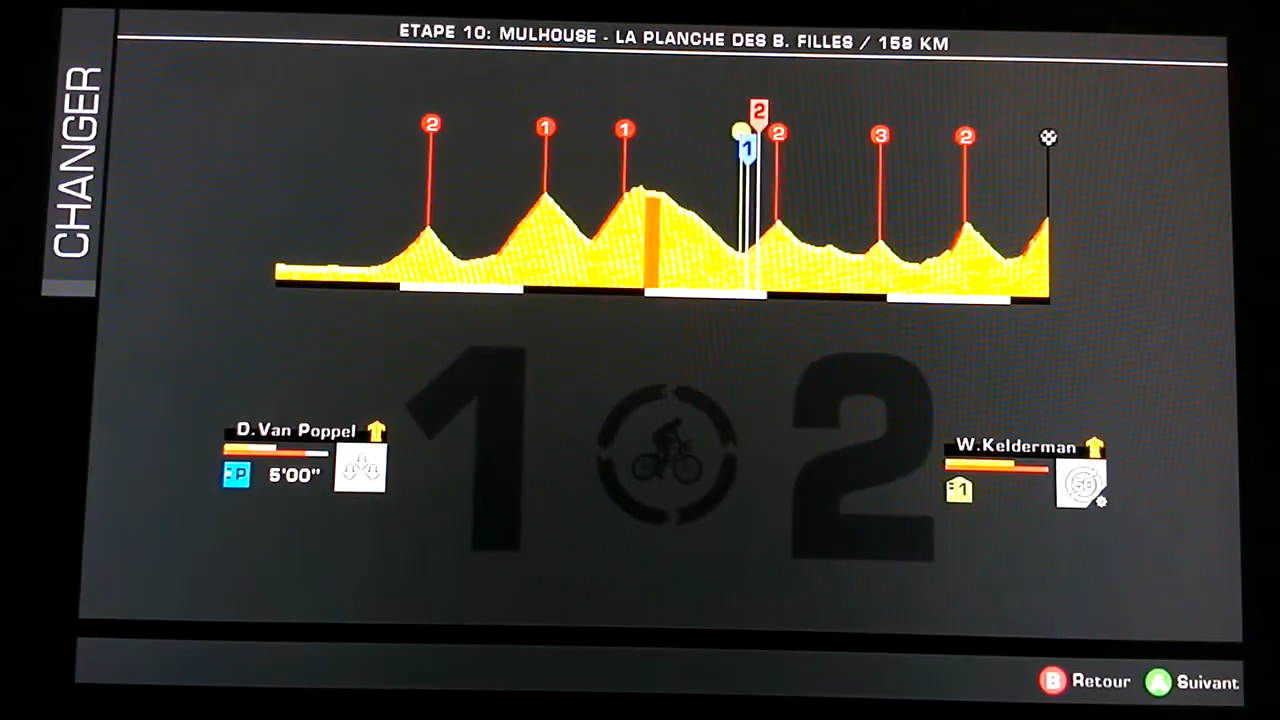 ETAPE 10: MULHOUSE - LA PLANCHE DES B. FILLES / 158 KM
CHANGER
2 1 1 1 2 2 3 2
1 2
D.Van Poppel
P 5'00"
W.Kelderman
1 50
B Retour A Suivant